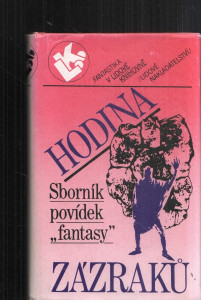 FANTASTIKA
V LIDOVÉ
KNIHOVNĚ
LIDOVÉ
NAKLADATELSTVÍ
HODINA
Sborník
povídek
„fantasy”
ZÁZRAKŮ